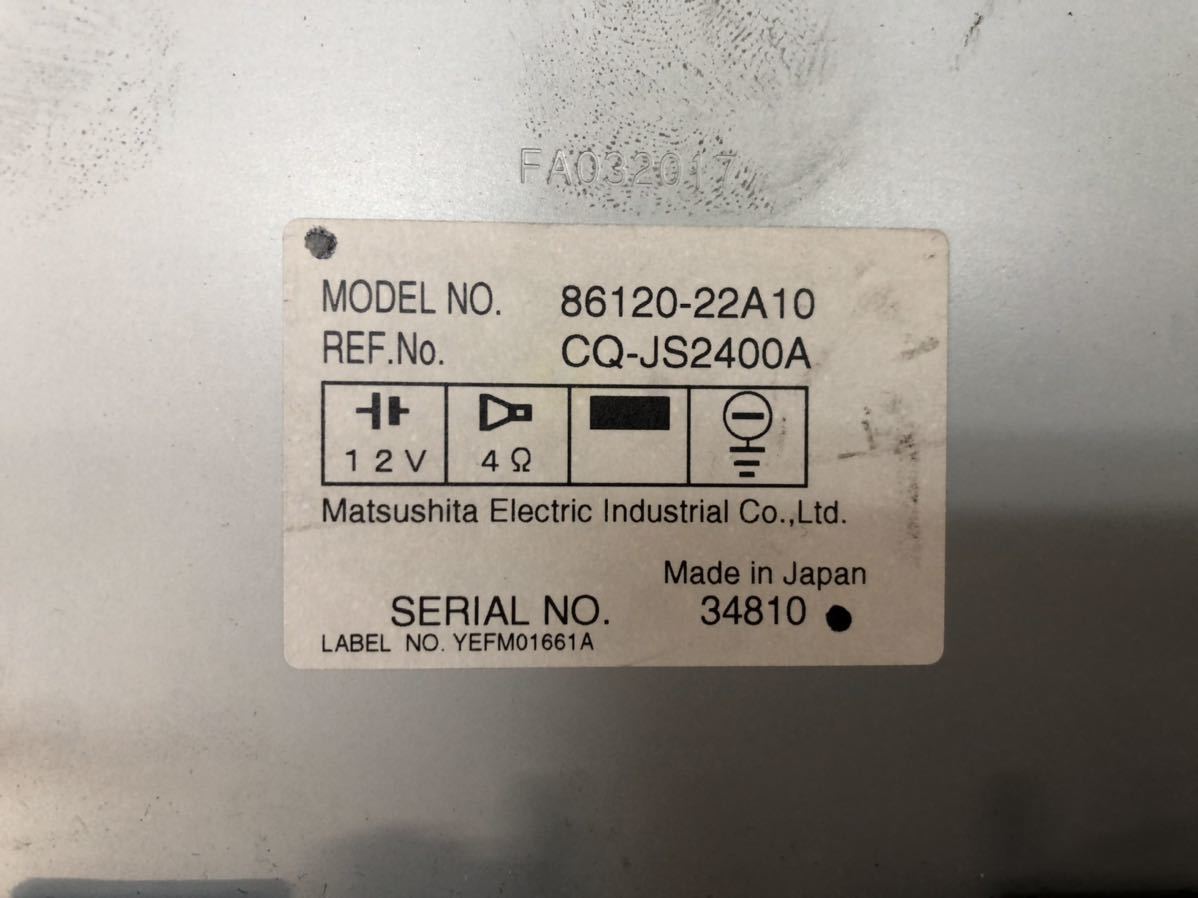 FA032017
MODEL NO. 86120-22A10
REF.No. CQ-JS2400A
12V 4Ω
Matsushita Electric Industrial Co.,Ltd.
Made in Japan
SERIAL NO. 34810
LABEL NO. YEFM01661A